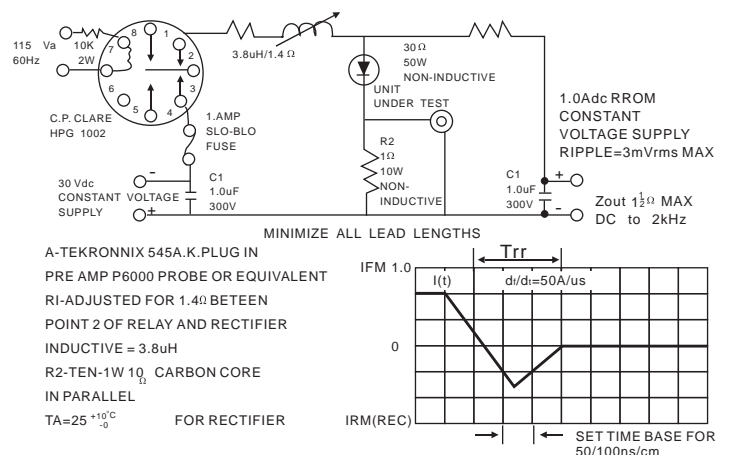 115 Va
60Hz
10K
2W
8
1
7
2
6
3
5
4
C.P. CLARE
HPG 1002
3.8uH/1.4 Ω
1.AMP
SLO-BLO
FUSE
30Ω
50W
NON-INDUCTIVE
UNIT
UNDER TEST
R2
1Ω
10W
NON-
INDUCTIVE
1.0Adc RROM
CONSTANT
VOLTAGE SUPPLY
RIPPLE=3mVrms MAX
C1
1.0uF
300V
+
-
Zout 1 1/2 Ω MAX
DC to 2kHz
-
30 Vdc
CONSTANT VOLTAGE
SUPPLY
+
C1
1.0uF
300V
MINIMIZE ALL LEAD LENGTHS
A-TEKRONNIX 545A.K.PLUG IN
PRE AMP P6000 PROBE OR EQUIVALENT
RI-ADJUSTED FOR 1.4Ω BETEEN
POINT 2 OF RELAY AND RECTIFIER
INDUCTIVE = 3.8uH
R2-TEN-1W 10 Ω CARBON CORE
IN PARALLEL
TA=25 +10°C -0 FOR RECTIFIER
Trr
IFM 1.0
I(t)
df/dt=50A/us
0
IRM(REC)
SET TIME BASE FOR
50/100ns/cm